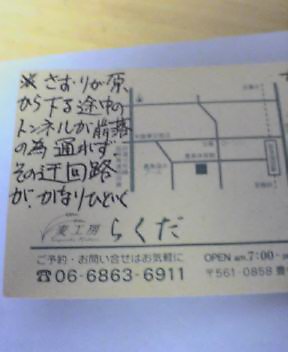 ※ さすりが原、
から下る途中の
トンネルが崩落
の為通れず、
その迂回路
がかなりひどく
麦工房 らくだ
ご予約・お問い合せはお気軽に
☎06-6863-6911
OPEN am.7:00-
〒561-0858 豊